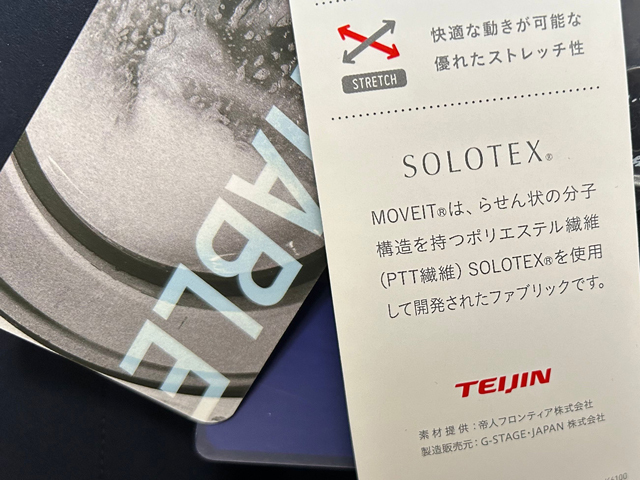 TABLE
快適な動きが可能な
優れたストレッチ性
STRETCH
SOLOTEX®
MOVEIT®は、らせん状の分子
構造を持つポリエステル繊維
(PTT繊維) SOLOTEX®を使用
して開発されたファブリックです。
TEIJIN
素材提供：帝人フロンティア株式会社
製造販売元：G-STAGE・JAPAN 株式会社